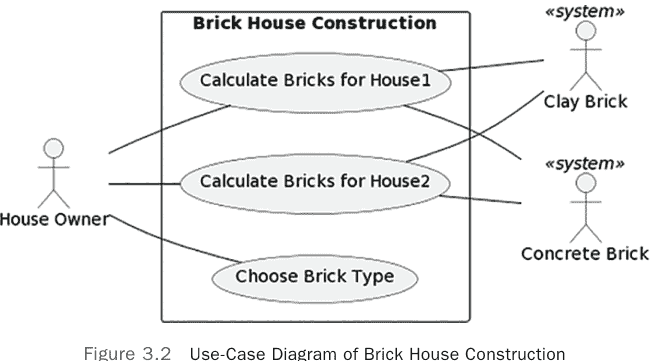 Brick House Construction
«system»
Calculate Bricks for House1
Clay Brick
«system»
Calculate Bricks for House2
House Owner
Concrete Brick
Choose Brick Type
Figure 3.2 Use-Case Diagram of Brick House Construction